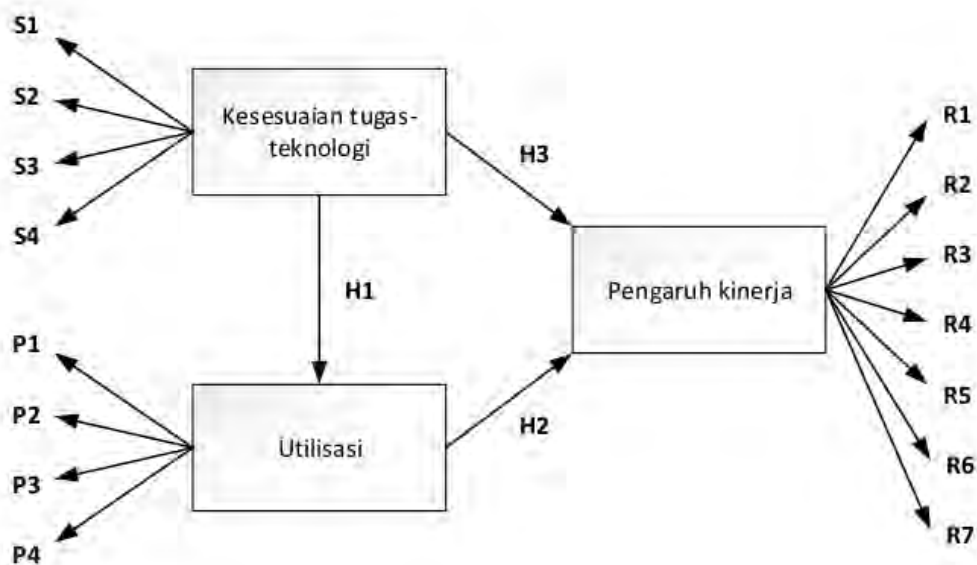 S1
S2
S3
S4
Kesesuaian tugas-
teknologi
H3
R1
R2
R3
R4
R5
R6
R7
Pengaruh kinerja
H1
P1
P2
P3
P4
Utilisasi
H2